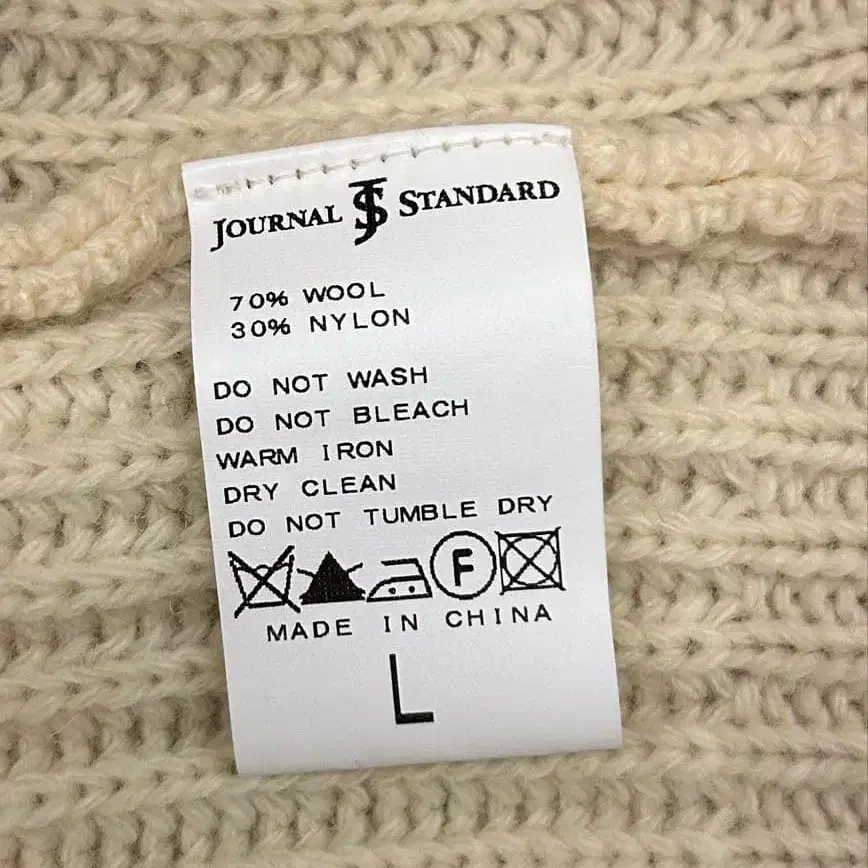 JOURNAL JS STANDARD
70% WOOL
30% NYLON
DO NOT WASH
DO NOT BLEACH
WARM IRON
DRY CLEAN
DO NOT TUMBLE DRY
F
MADE IN CHINA
L